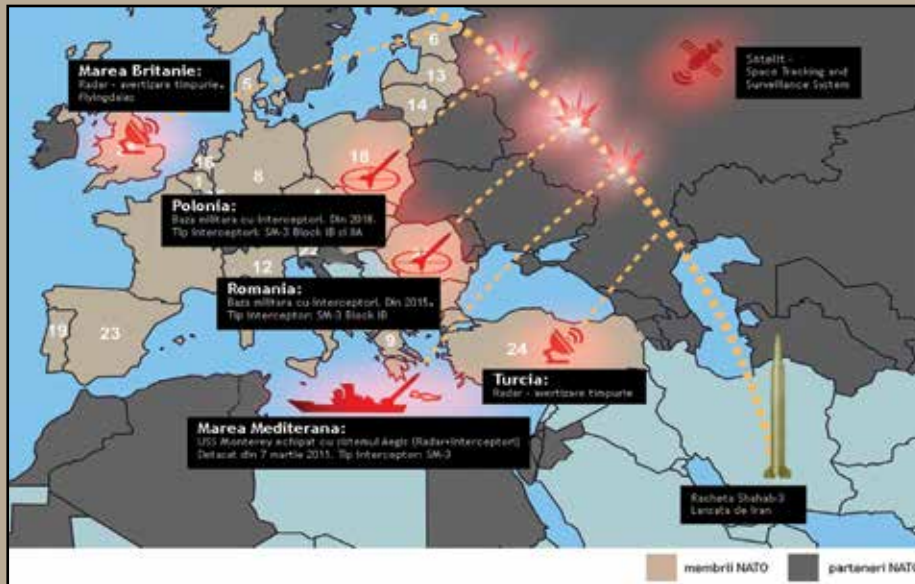 Marea Britanie:
Radar - avertizare timpurie.
Flyingdales
Satelit -
Space Tracking and
Surveillance System
6
5
13
14
16
1
8
18
Polonia:
Baza militara cu Interceptori. Din 2018.
Tip Interceptori: SM-3 Block IB si IIA
12
22
Romania:
Baza militara cu Interceptori. Din 2015.
Tip Interceptor: SM-3 Block IB
19
23
9
24
Turcia:
Radar - avertizare timpurie
Marea Mediterana:
USS Monterey echipat cu sistemul Aegis (Radar+Interceptori)
Detacat din 7 martie 2011. Tip Interceptor: SM-3
Racheta Shahab-3
Lansata de Iran
membrii NATO
parteneri NATO